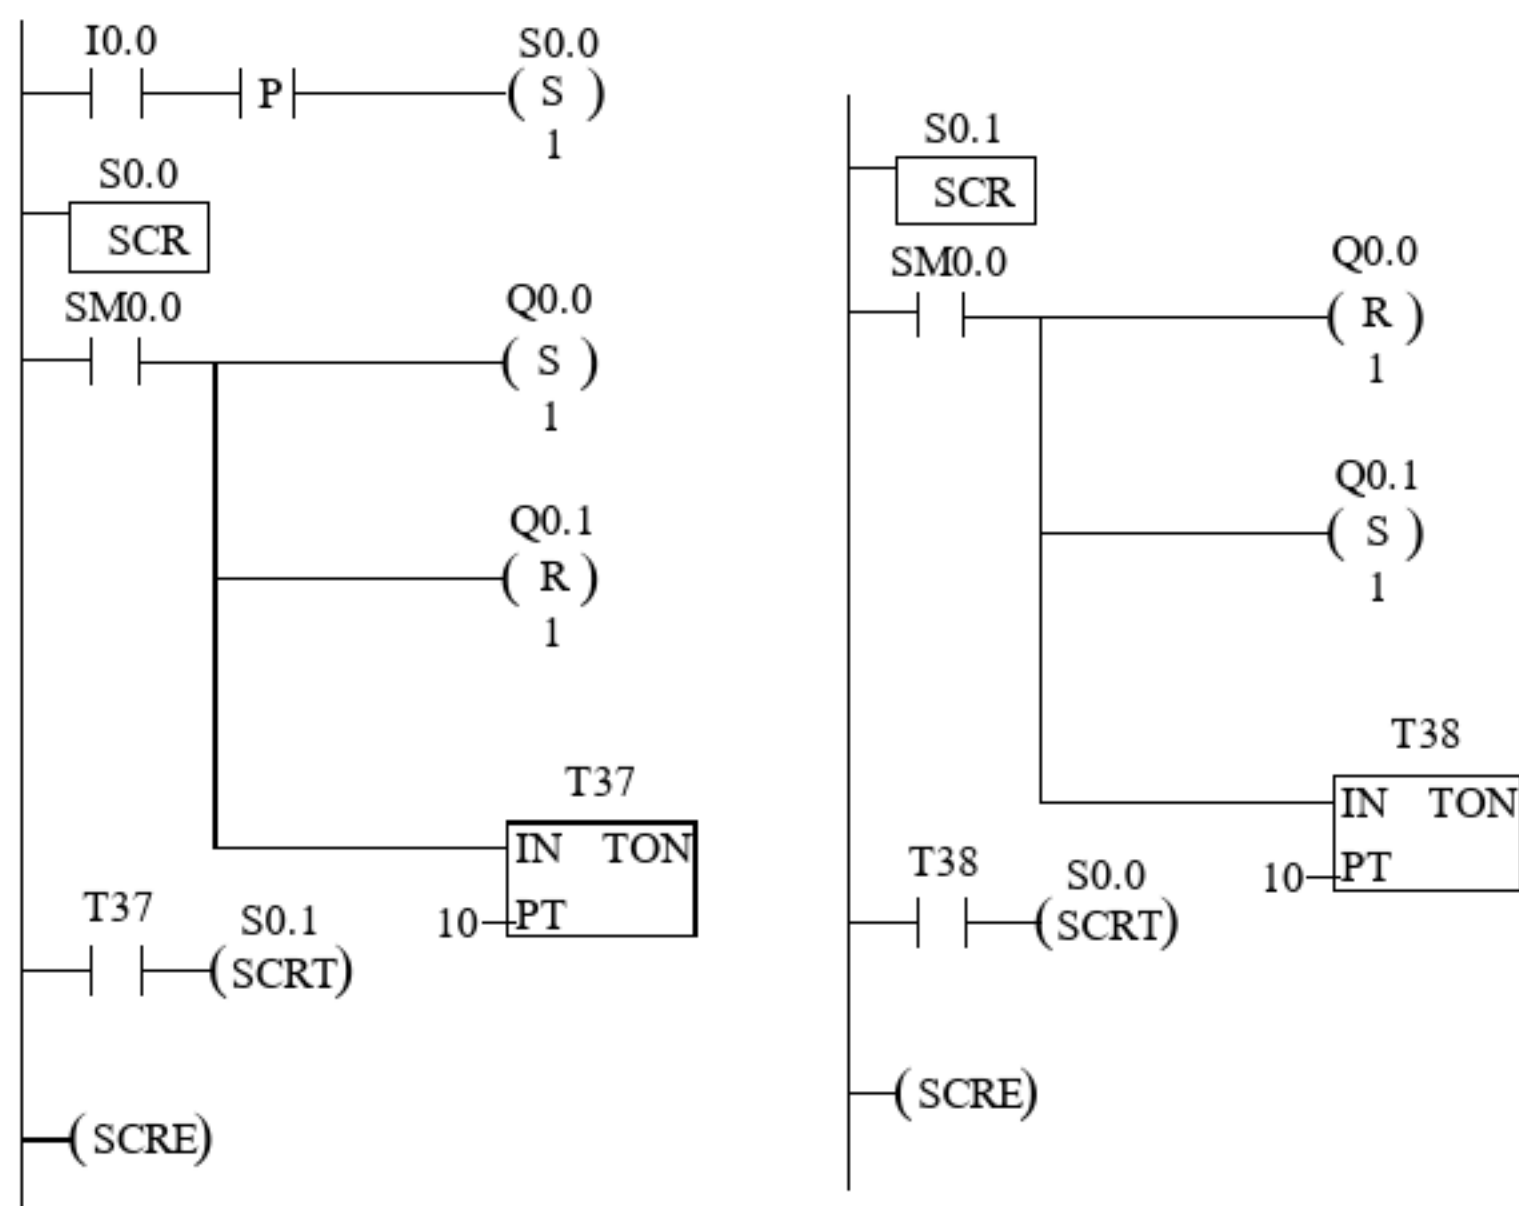 I0.0 S0.0
P ( S )
1
S0.0
SCR
SM0.0 Q0.0
( S )
1
Q0.1
( R )
1
T37
IN TON
10 PT
T37 S0.1
(SCRT)
(SCRE)
S0.1
SCR
SM0.0 Q0.0
( R )
1
Q0.1
( S )
1
T38
IN TON
10 PT
T38 S0.0
(SCRT)
(SCRE)